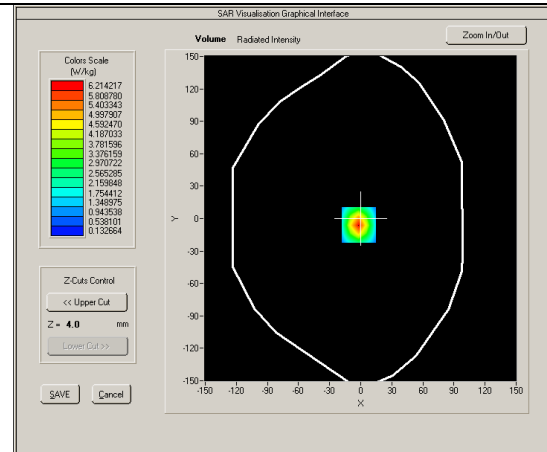 SAR Visualisation Graphical Interface
Volume Radiated Intensity
Zoom In/Out
Colors Scale
(W/kg)
6.214217
5.808780
5.403343
4.997907
4.592470
4.187033
3.781596
3.376159
2.970722
2.565285
2.159848
1.754412
1.348975
0.943538
0.538101
0.132664
Z-Cuts Control
<< Upper Cut
Z = 4.0 mm
Lower Cut >>
SAVE Cancel
150
120
90
60
30
Y 0
-30
-60
-90
-120
-150
-150 -120 -90 -60 -30 0 30 60 90 120 150
X